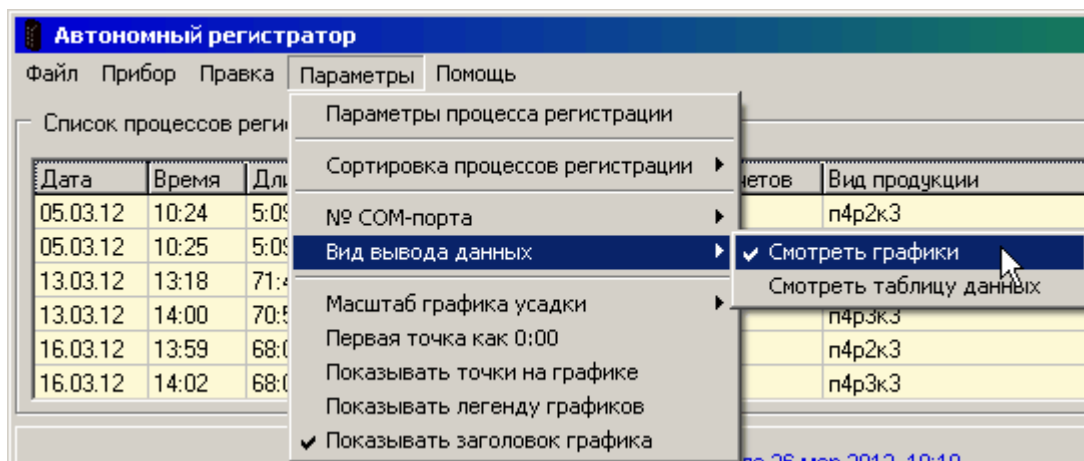 Автономный регистратор
Файл Прибор Правка Параметры Помощь
Параметры процесса регистрации
Список процессов
Сортировка процессов регистрации
Дата Время Вид продукции
05.03.12 10:24 п4р2к3
№ COM-порта
05.03.12 10:25
Вид вывода данных
Смотреть графики
13.03.12 13:18
Смотреть таблицу данных
Масштаб графика усадки
13.03.12 14:00 п4р3к3
Первая точка как 0:00
16.03.12 13:59 п4р2к3
Показывать точки на графике
16.03.12 14:02 п4р3к3
Показывать легенду графиков
Показывать заголовок графика